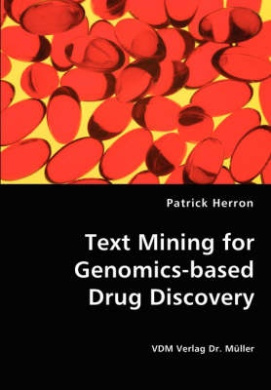 Patrick Herron
Text Mining for
Genomics-based
Drug Discovery
VDM Verlag Dr. Müller